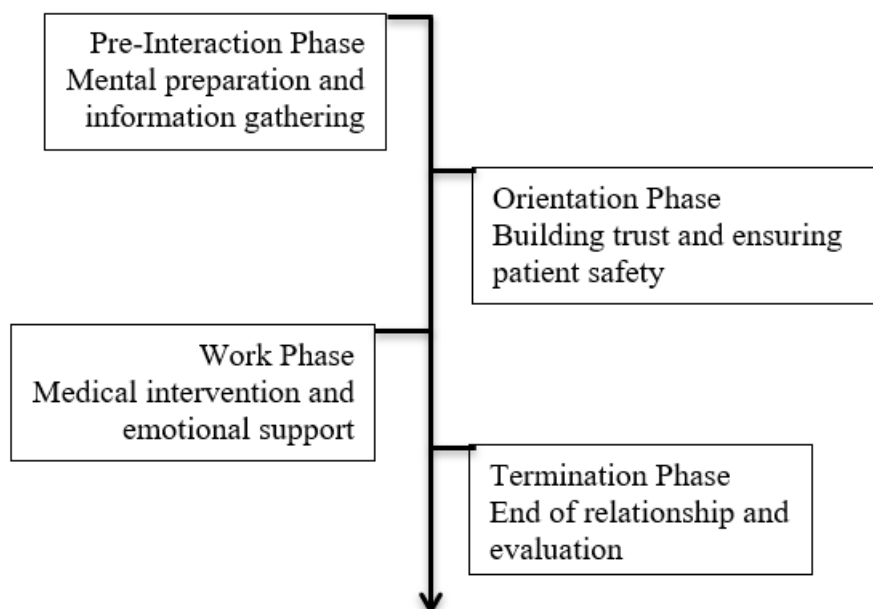 Pre-Interaction Phase
Mental preparation and
information gathering
Orientation Phase
Building trust and ensuring
patient safety
Work Phase
Medical intervention and
emotional support
Termination Phase
End of relationship and
evaluation